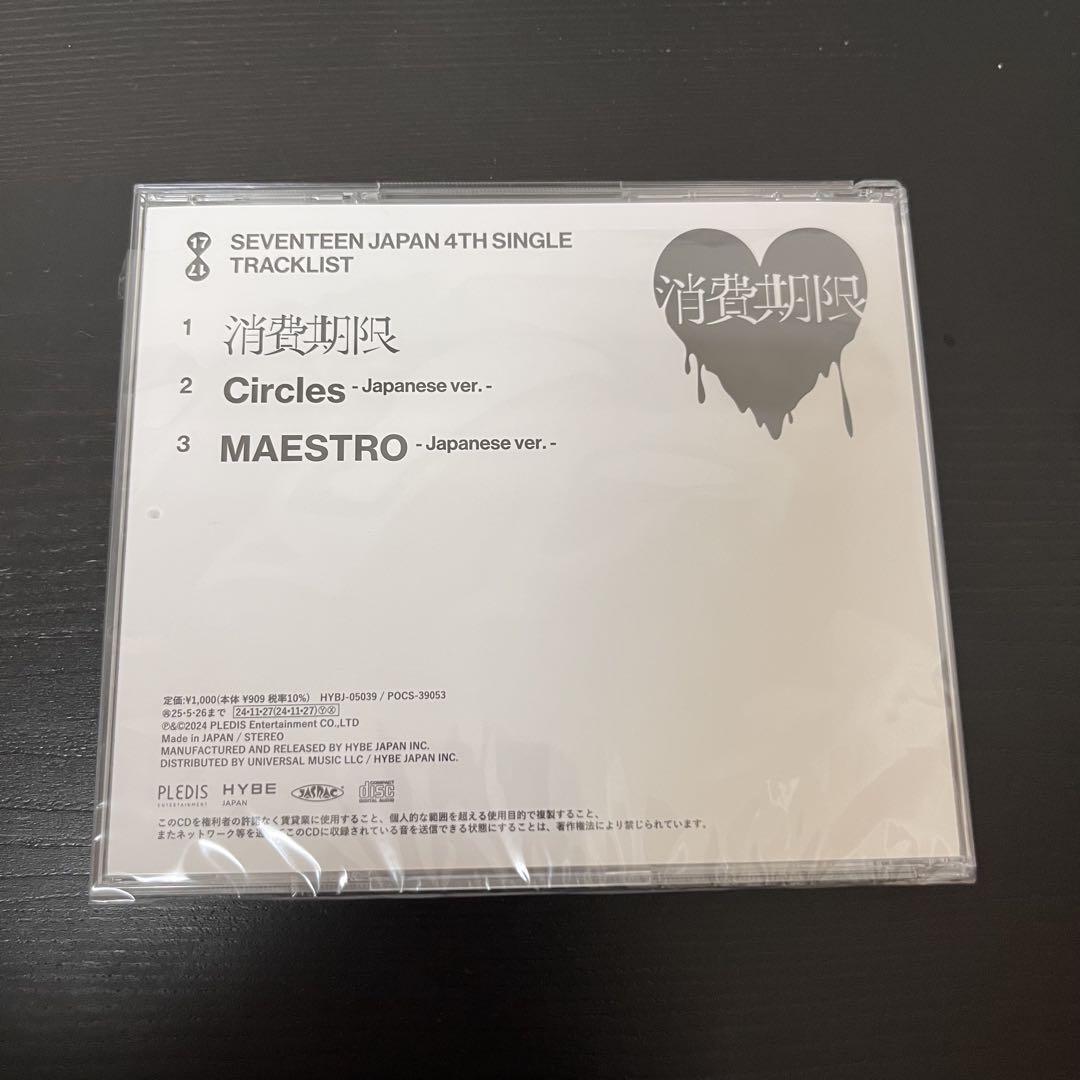 17
17
SEVENTEEN JAPAN 4TH SINGLE
TRACKLIST
消費期限
1 消費期限
2 Circles - Japanese ver. -
3 MAESTRO - Japanese ver. -
定価:¥1,000(本体 ¥909 税率10%) HYBJ-05039 / POCS-39053
㋫25・5・26まで 24・11・27(24・11・27)Ⓨⓧ
Ⓟ&©2024 PLEDIS Entertainment CO.,LTD
Made in JAPAN / STEREO
MANUFACTURED AND RELEASED BY HYBE JAPAN INC.
DISTRIBUTED BY UNIVERSAL MUSIC LLC / HYBE JAPAN INC.
PLEDIS ENTERTAINMENT
HYBE JAPAN
JASRAC
COMPACT disc DIGITAL AUDIO
このCDを権利者の許諾なく賃貸業に使用すること、個人的な範囲を超える使用目的で複製すること、
またネットワーク等を通じてこのCDに収録されている音を送信できる状態にすることは、著作権法により禁じられています。